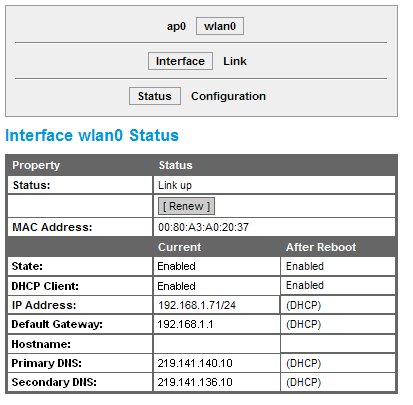 ap0 wlan0
Interface Link
Status Configuration
Interface wlan0 Status
Property Status
Status: Link up
[ Renew ]
MAC Address: 00:80:A3:A0:20:37
Current After Reboot
State: Enabled Enabled
DHCP Client: Enabled Enabled
IP Address: 192.168.1.71/24 (DHCP)
Default Gateway: 192.168.1.1 (DHCP)
Hostname:
Primary DNS: 219.141.140.10 (DHCP)
Secondary DNS: 219.141.136.10 (DHCP)